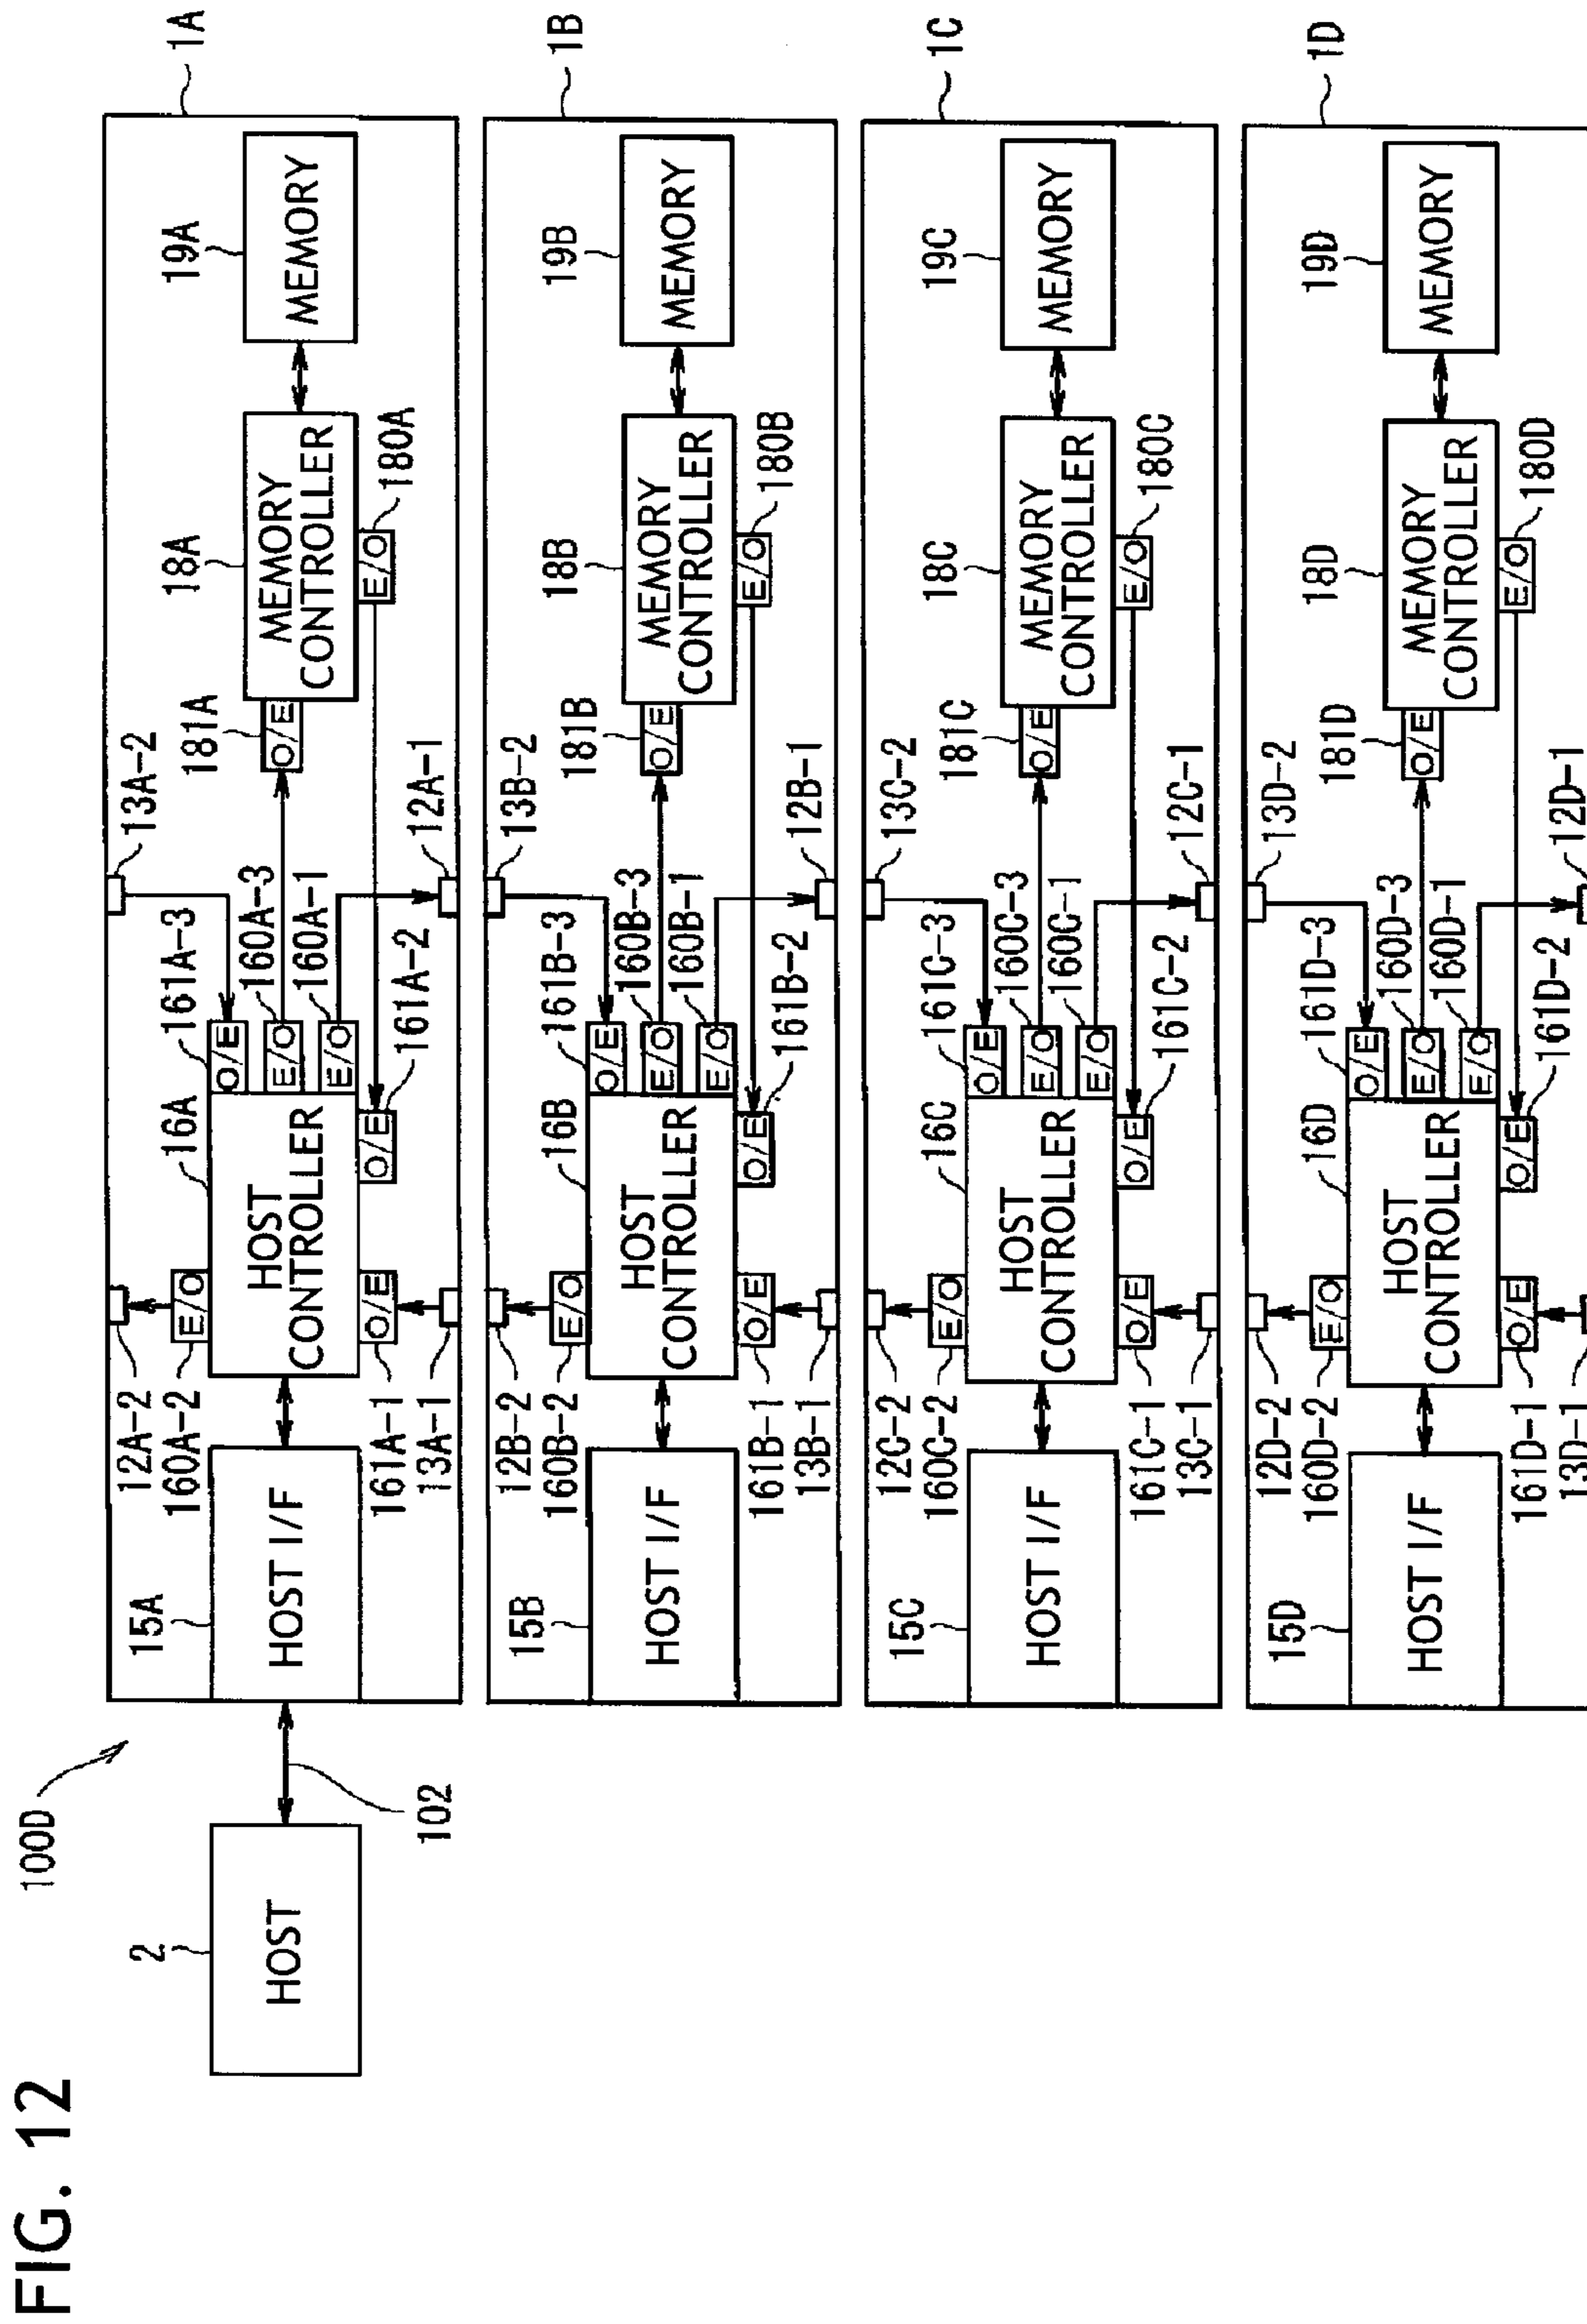 FIG. 12
100D
2
HOST
102
1A
15A
HOST I/F
12A-2
160A-2
E/O
16A
HOST
CONTROLLER
161A-1
O/E
13A-1
161A-3
O/E
160A-3
E/O
160A-1
E/O
161A-2
O/E
13A-2
12A-1
181A
O/E
18A
MEMORY
CONTROLLER
180A
E/O
19A
MEMORY
1B
15B
HOST I/F
12B-2
160B-2
E/O
16B
HOST
CONTROLLER
161B-1
O/E
13B-1
161B-3
O/E
160B-3
E/O
160B-1
E/O
161B-2
O/E
13B-2
12B-1
181B
O/E
18B
MEMORY
CONTROLLER
180B
E/O
19B
MEMORY
1C
15C
HOST I/F
12C-2
160C-2
E/O
16C
HOST
CONTROLLER
161C-1
O/E
13C-1
161C-3
O/E
160C-3
E/O
160C-1
E/O
161C-2
O/E
13C-2
12C-1
181C
O/E
18C
MEMORY
CONTROLLER
180C
E/O
19C
MEMORY
1D
15D
HOST I/F
12D-2
160D-2
E/O
16D
HOST
CONTROLLER
161D-1
O/E
13D-1
161D-3
O/E
160D-3
E/O
160D-1
E/O
161D-2
O/E
13D-2
12D-1
181D
O/E
18D
MEMORY
CONTROLLER
180D
E/O
19D
MEMORY